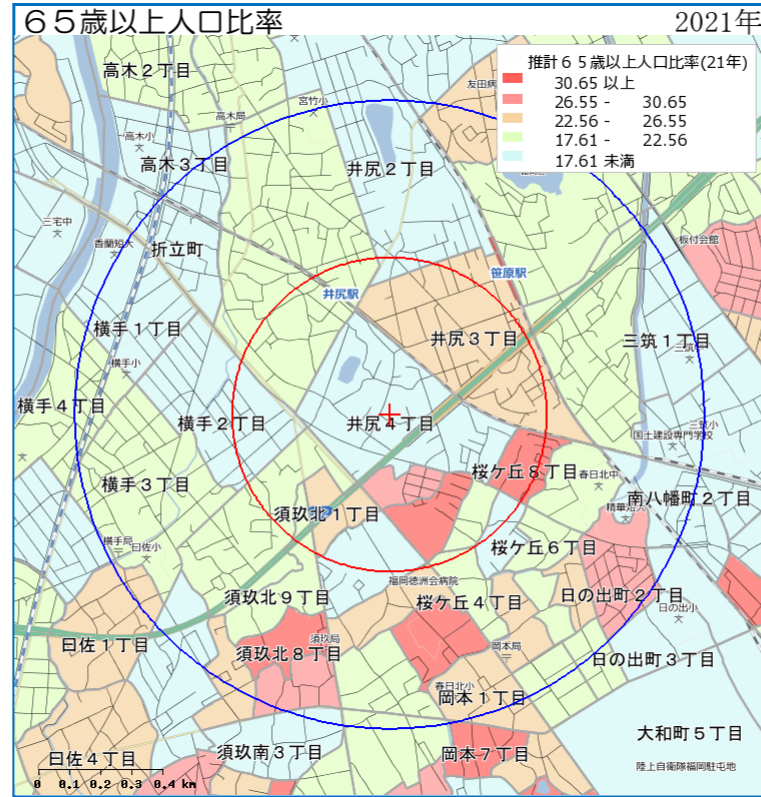 65歳以上人口比率
2021年
推計65歳以上人口比率(21年)
30.65 以上
26.55 - 30.65
22.56 - 26.55
17.61 - 22.56
17.61 未満
高木2丁目
高木局
宮竹小
友田病
高木小
高木3丁目
井尻2丁目
三宅中
香蘭短大
折立町
井尻駅
笹原駅
板付会館
横手1丁目
井尻3丁目
三筑1丁目
横手小
横手4丁目
横手2丁目
井尻4丁目
三筑小
国土建設専門学校
桜ケ丘8丁目
春日北中
横手3丁目
南八幡町2丁目
須玖北1丁目
精華短大
横手局
曰佐小
桜ケ丘6丁目
福岡徳洲会病院
須玖北9丁目
桜ケ丘4丁目
日の出町2丁目
日の出小
曰佐1丁目
須玖局
須玖北8丁目
岡本局
日の出町3丁目
春日北小
岡本1丁目
大和町5丁目
曰佐4丁目
須玖南3丁目
岡本7丁目
陸上自衛隊福岡駐屯地
0 0.1 0.2 0.3 0.4 km